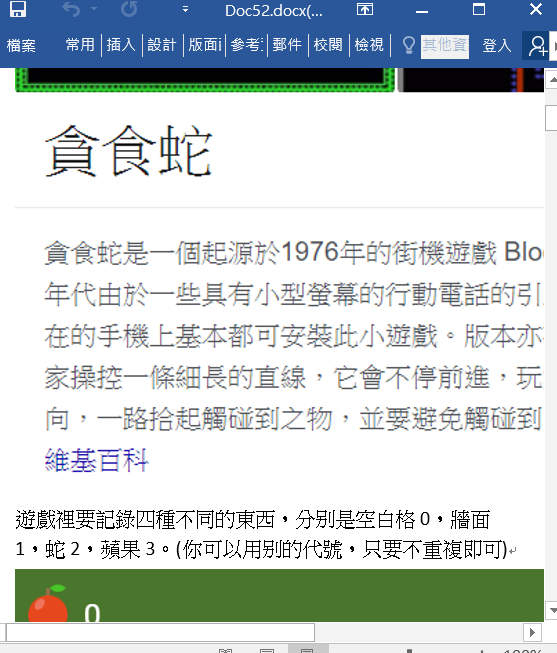 Doc52.docx(...
檔案 常用 插入 設計 版面 參考 郵件 校閱 檢視 其他資 登入
貪食蛇
貪食蛇是一個起源於1976年的街機遊戲 Blo
年代由於一些具有小型螢幕的行動電話的引
在的手機上基本都可安裝此小遊戲。版本亦
家操控一條細長的直線，它會不停前進，玩
向，一路拾起觸碰到之物，並要避免觸碰到
維基百科
遊戲裡要記錄四種不同的東西，分別是空白格 0，牆面
1，蛇 2，蘋果 3。(你可以用別的代號，只要不重複即可)
0